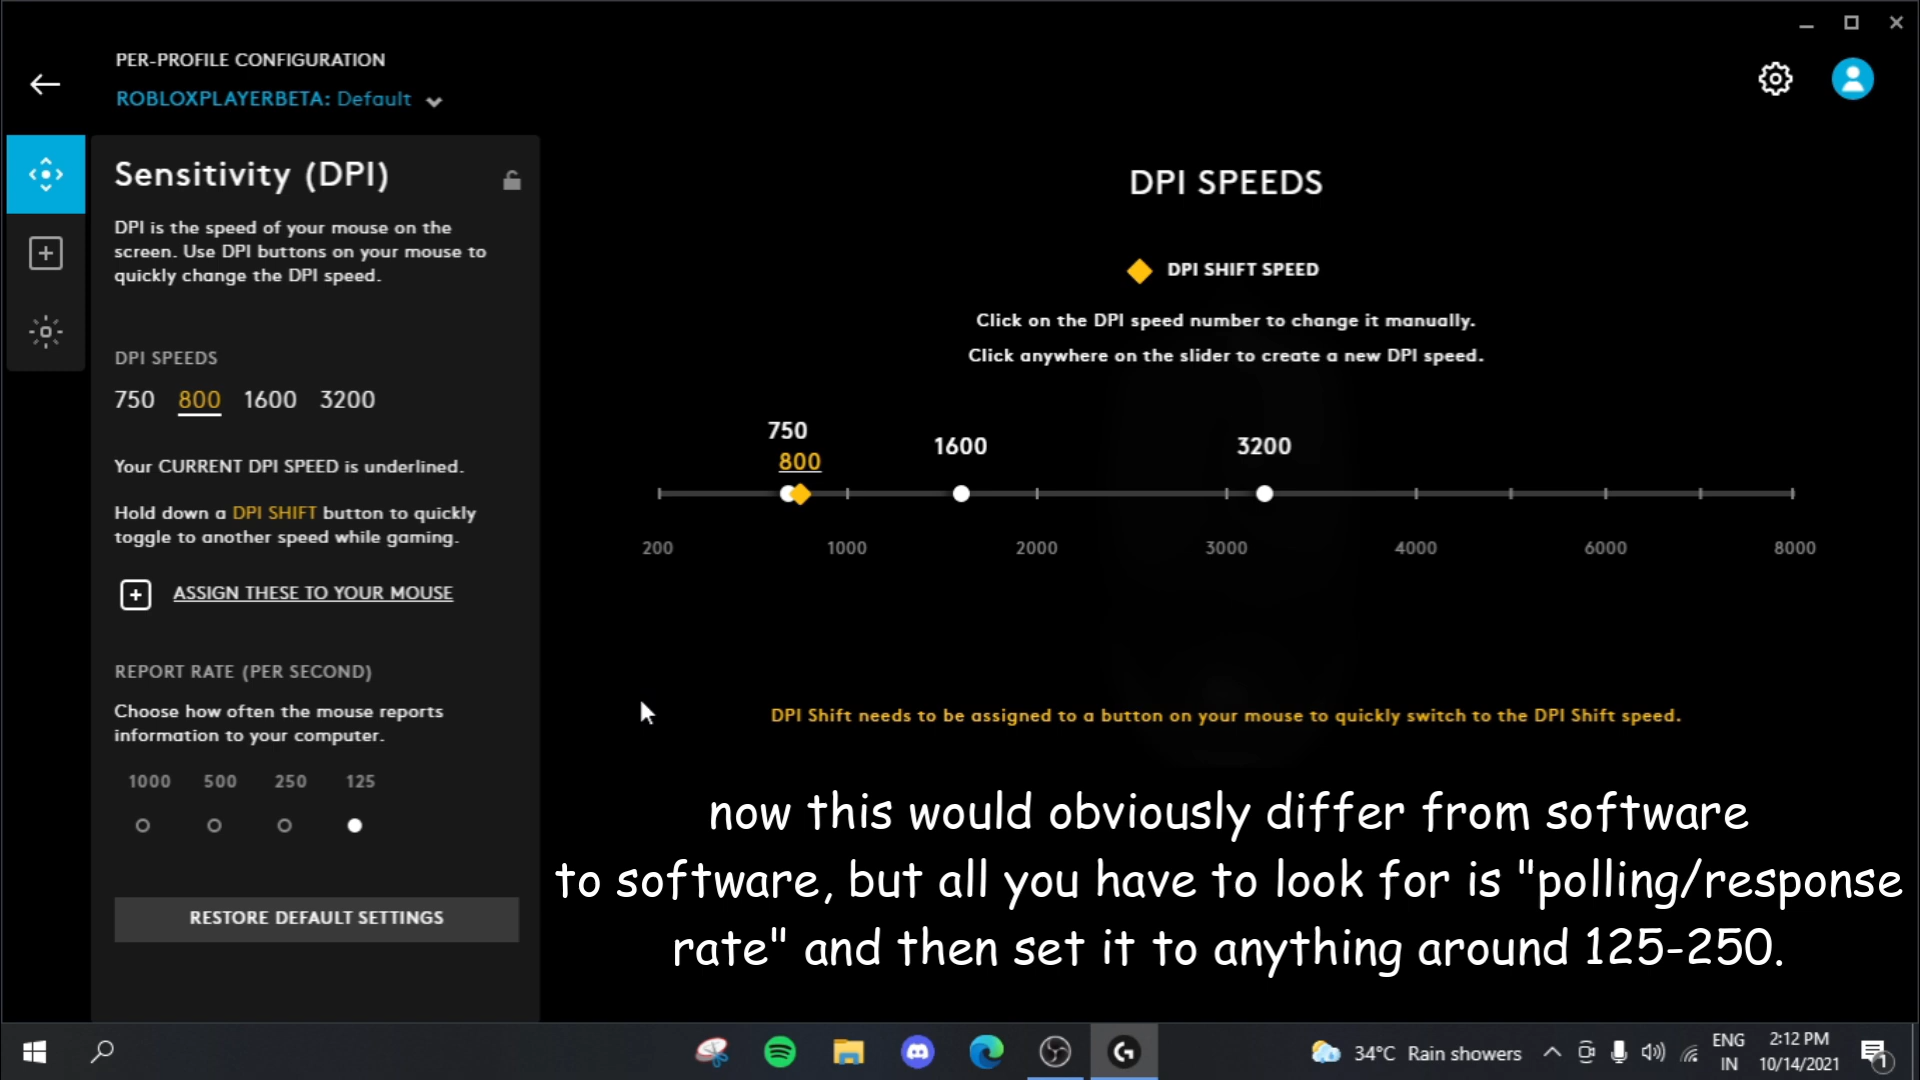 PER-PROFILE CONFIGURATION
ROBLOXPLAYERBETA: Default
Sensitivity (DPI)
DPI is the speed of your mouse on the
screen. Use DPI buttons on your mouse to
quickly change the DPI speed.
DPI SPEEDS
750 800 1600 3200
Your CURRENT DPI SPEED is underlined.
Hold down a DPI SHIFT button to quickly
toggle to another speed while gaming.
ASSIGN THESE TO YOUR MOUSE
REPORT RATE (PER SECOND)
Choose how often the mouse reports
information to your computer.
1000 500 250 125
RESTORE DEFAULT SETTINGS
DPI SPEEDS
DPI SHIFT SPEED
Click on the DPI speed number to change it manually.
Click anywhere on the slider to create a new DPI speed.
750
800
1600
3200
200 1000 2000 3000 4000 6000 8000
DPI Shift needs to be assigned to a button on your mouse to quickly switch to the DPI Shift speed.
now this would obviously differ from software
to software, but all you have to look for is "polling/response
rate" and then set it to anything around 125-250.
34°C Rain showers
ENG
IN
2:12 PM
10/14/2021
1